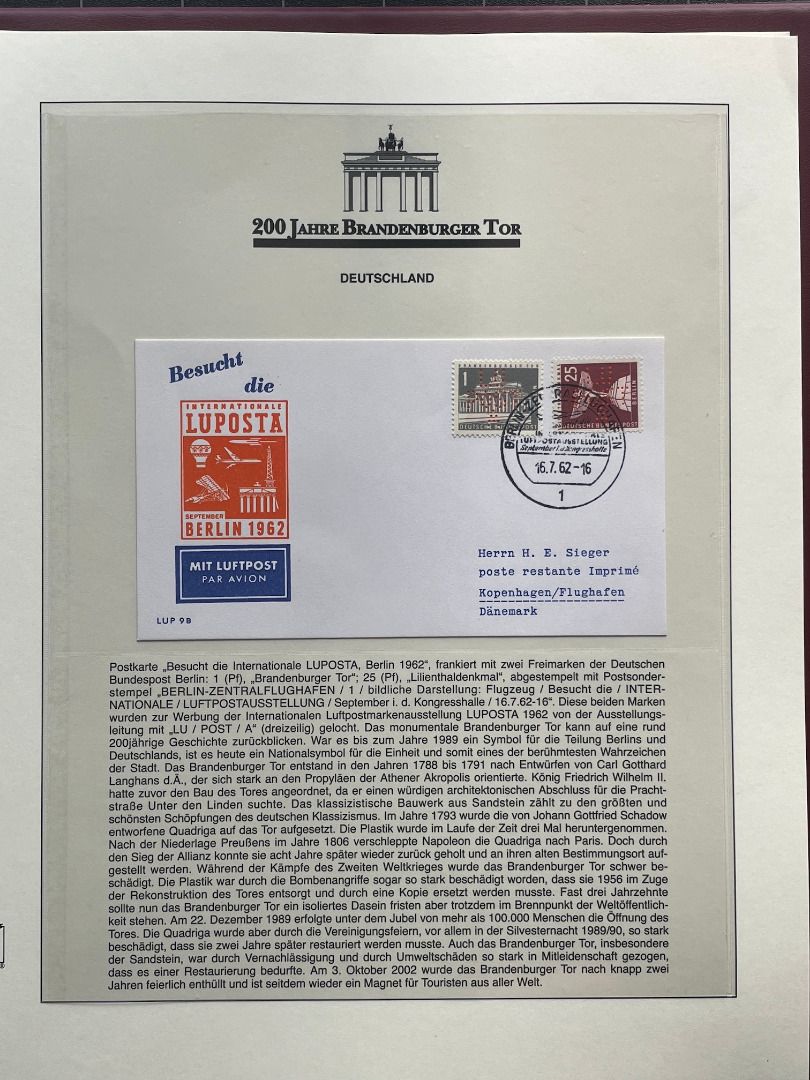 200 JAHRE BRANDENBURGER TOR
DEUTSCHLAND
Besucht
die
INTERNATIONALE
LUPOSTA
SEPTEMBER
BERLIN 1962
MIT LUFTPOST
PAR AVION
LUP 9B
1
DEUTSCHE BUNDESPOST
25
BERLIN
DEUTSCHE BUNDESPOST
LUFTPOSTAUSSTELLUNG
September i.d. Kongresshalle
16.7.62-16
1
Herrn H. E. Sieger
poste restante Imprimé
Kopenhagen/Flughafen
Dänemark
Postkarte „Besucht die Internationale LUPOSTA, Berlin 1962“, frankiert mit zwei Freimarken der Deutschen
Bundespost Berlin: 1 (Pf), „Brandenburger Tor“; 25 (Pf), „Lilienthaldenkmal“, abgestempelt mit Postsonder-
stempel „BERLIN-ZENTRALFLUGHAFEN / 1 / bildliche Darstellung: Flugzeug / Besucht die / INTER-
NATIONALE / LUFTPOSTAUSSTELLUNG / September i. d. Kongresshalle / 16.7.62-16“. Diese beiden Marken
wurden zur Werbung der Internationalen Luftpostmarkenausstellung LUPOSTA 1962 von der Ausstellungs-
leitung mit „LU / POST / A“ (dreizeilig) gelocht. Das monumentale Brandenburger Tor kann auf eine rund
200jährige Geschichte zurückblicken. War es bis zum Jahre 1989 ein Symbol für die Teilung Berlins und
Deutschlands, ist es heute ein Nationalsymbol für die Einheit und somit eines der berühmtesten Wahrzeichen
der Stadt. Das Brandenburger Tor entstand in den Jahren 1788 bis 1791 nach Entwürfen von Carl Gotthard
Langhans d.Ä., der sich stark an den Propyläen der Athener Akropolis orientierte. König Friedrich Wilhelm II.
hatte zuvor den Bau des Tores angeordnet, da er einen würdigen architektonischen Abschluß für die Pracht-
straße Unter den Linden suchte. Das klassizistische Bauwerk aus Sandstein zählt zu den größten und
schönsten Schöpfungen des deutschen Klassizismus. Im Jahre 1793 wurde die von Johann Gottfried Schadow
entworfene Quadriga auf das Tor aufgesetzt. Die Plastik wurde im Laufe der Zeit drei Mal heruntergenommen.
Nach der Niederlage Preußens im Jahre 1806 verschleppte Napoleon die Quadriga nach Paris. Doch durch
den Sieg der Allianz konnte sie acht Jahre später wieder zurück geholt und an ihren alten Bestimmungsort auf-
gestellt werden. Während der Kämpfe des Zweiten Weltkrieges wurde das Brandenburger Tor schwer be-
schädigt. Die Plastik war durch die Bombenangriffe sogar so stark beschädigt worden, dass sie 1956 im Zuge
der Rekonstruktion des Tores entsorgt und durch eine Kopie ersetzt werden musste. Fast drei Jahrzehnte
sollte nun das Brandenburger Tor ein isoliertes Dasein fristen aber trotzdem im Brennpunkt der Weltöffentlich-
keit stehen. Am 22. Dezember 1989 erfolgte unter dem Jubel von mehr als 100.000 Menschen die Öffnung des
Tores. Die Quadriga wurde aber durch die Vereinigungsfeiern, vor allem in der Silvesternacht 1989/90, so stark
beschädigt, dass sie zwei Jahre später restauriert werden musste. Auch das Brandenburger Tor, insbesondere
der Sandstein, war durch Vernachlässigung und durch Umweltschäden so stark in Mitleidenschaft gezogen,
dass es einer Restaurierung bedurfte. Am 3. Oktober 2002 wurde das Brandenburger Tor nach knapp zwei
Jahren feierlich enthüllt und ist seitdem wieder ein Magnet für Touristen aus aller Welt.